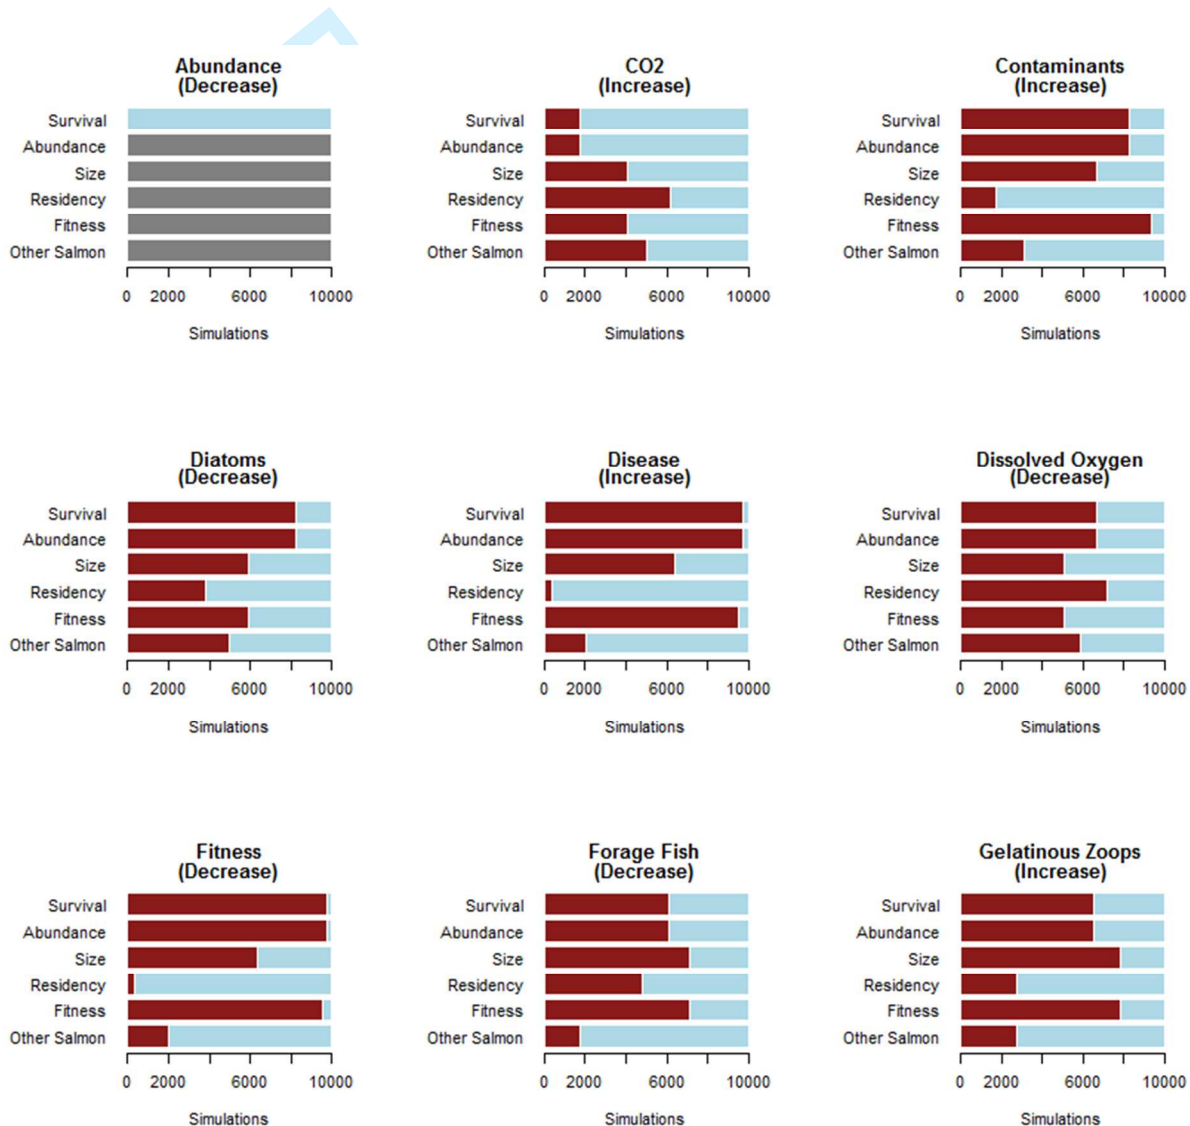 Abundance
(Decrease)
Survival
Abundance
Size
Residency
Fitness
Other Salmon
0 2000 6000 10000
Simulations
CO2
(Increase)
Survival
Abundance
Size
Residency
Fitness
Other Salmon
0 2000 6000 10000
Simulations
Contaminants
(Increase)
Survival
Abundance
Size
Residency
Fitness
Other Salmon
0 2000 6000 10000
Simulations
Diatoms
(Decrease)
Survival
Abundance
Size
Residency
Fitness
Other Salmon
0 2000 6000 10000
Simulations
Disease
(Increase)
Survival
Abundance
Size
Residency
Fitness
Other Salmon
0 2000 6000 10000
Simulations
Dissolved Oxygen
(Decrease)
Survival
Abundance
Size
Residency
Fitness
Other Salmon
0 2000 6000 10000
Simulations
Fitness
(Decrease)
Survival
Abundance
Size
Residency
Fitness
Other Salmon
0 2000 6000 10000
Simulations
Forage Fish
(Decrease)
Survival
Abundance
Size
Residency
Fitness
Other Salmon
0 2000 6000 10000
Simulations
Gelatinous Zoops
(Increase)
Survival
Abundance
Size
Residency
Fitness
Other Salmon
0 2000 6000 10000
Simulations